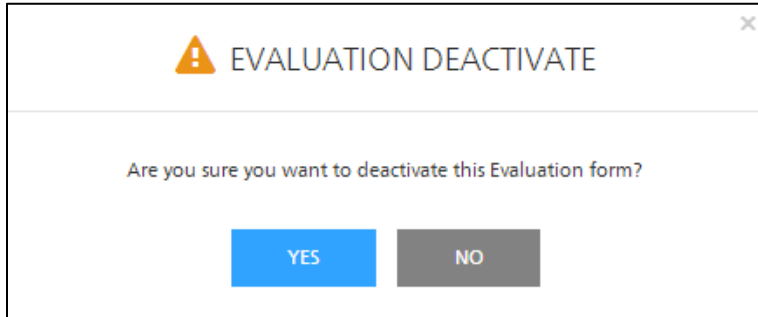 EVALUATION DEACTIVATE
Are you sure you want to deactivate this Evaluation form?
YES
NO